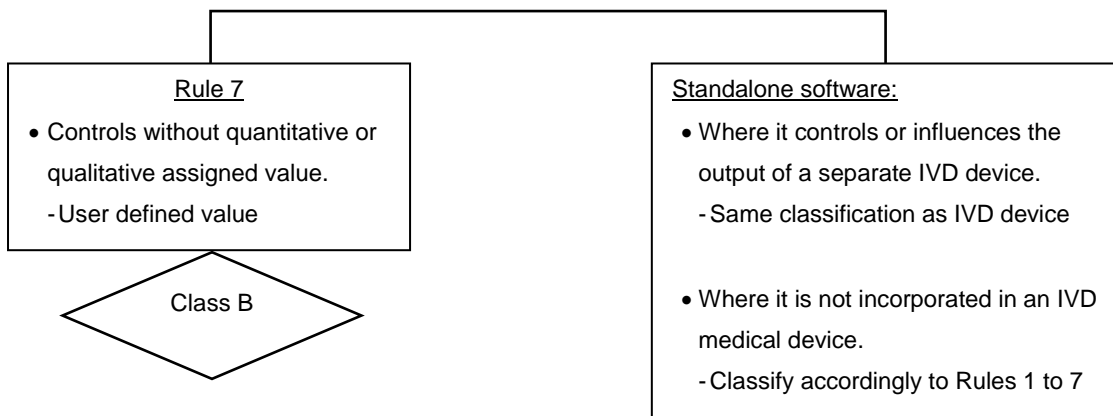 Rule 7
• Controls without quantitative or
qualitative assigned value.
- User defined value
Class B
Standalone software:
• Where it controls or influences the
output of a separate IVD device.
- Same classification as IVD device
• Where it is not incorporated in an IVD
medical device.
- Classify accordingly to Rules 1 to 7